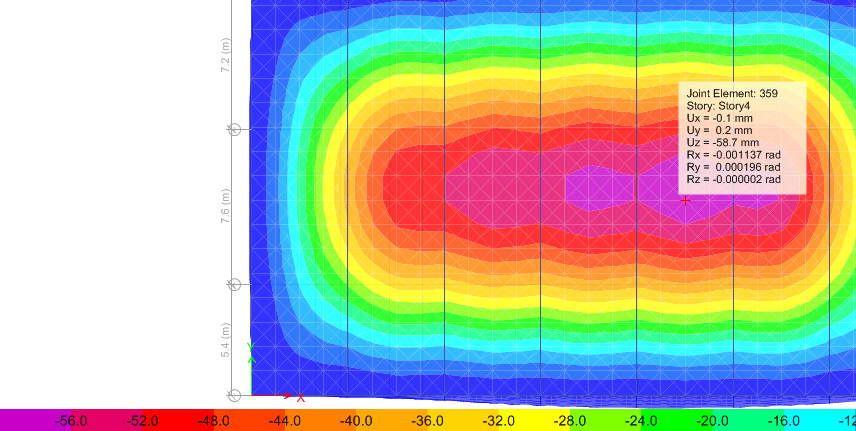 7.2 (m)
Joint Element: 359
Story: Story4
Ux = -0.1 mm
Uy = 0.2 mm
Uz = -58.7 mm
Rx = -0.001137 rad
Ry = 0.000196 rad
Rz = -0.000002 rad
7.6 (m)
5.4 (m)
Y
X
-56.0 -52.0 -48.0 -44.0 -40.0 -36.0 -32.0 -28.0 -24.0 -20.0 -16.0 -12